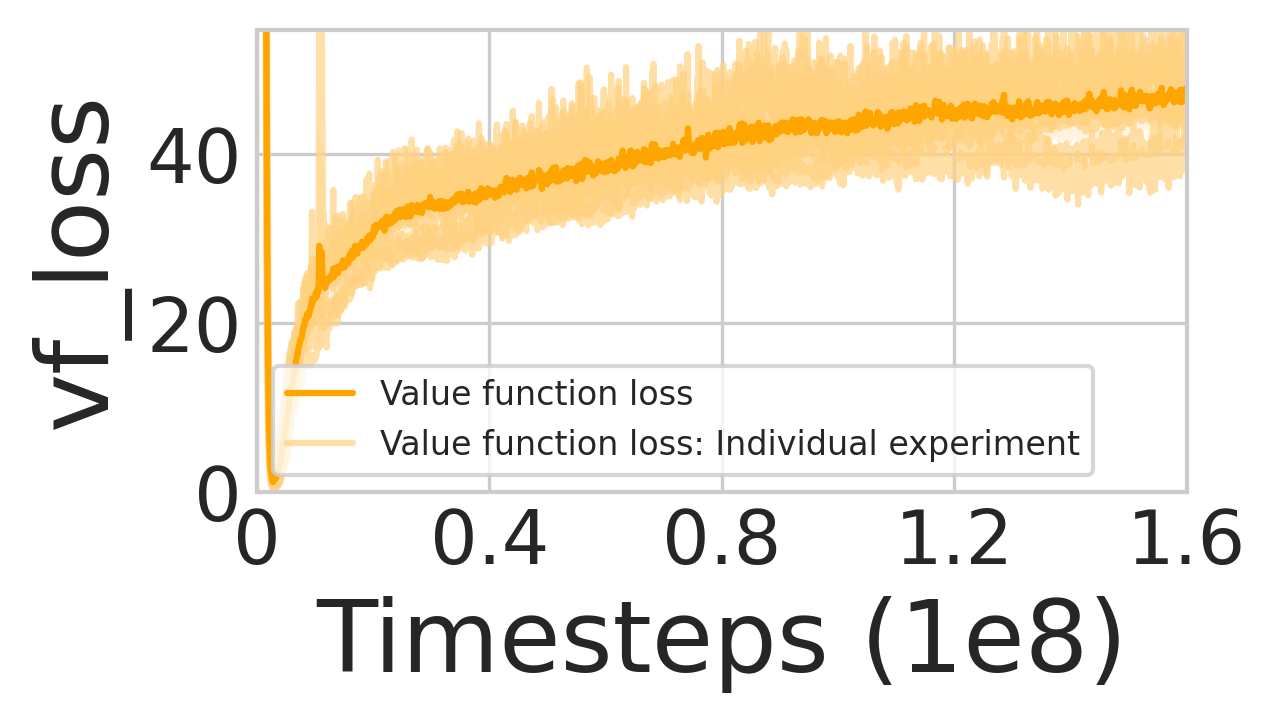 vf_loss
40
20
0
Value function loss
Value function loss: Individual experiment
0 0.4 0.8 1.2 1.6
Timesteps (1e8)